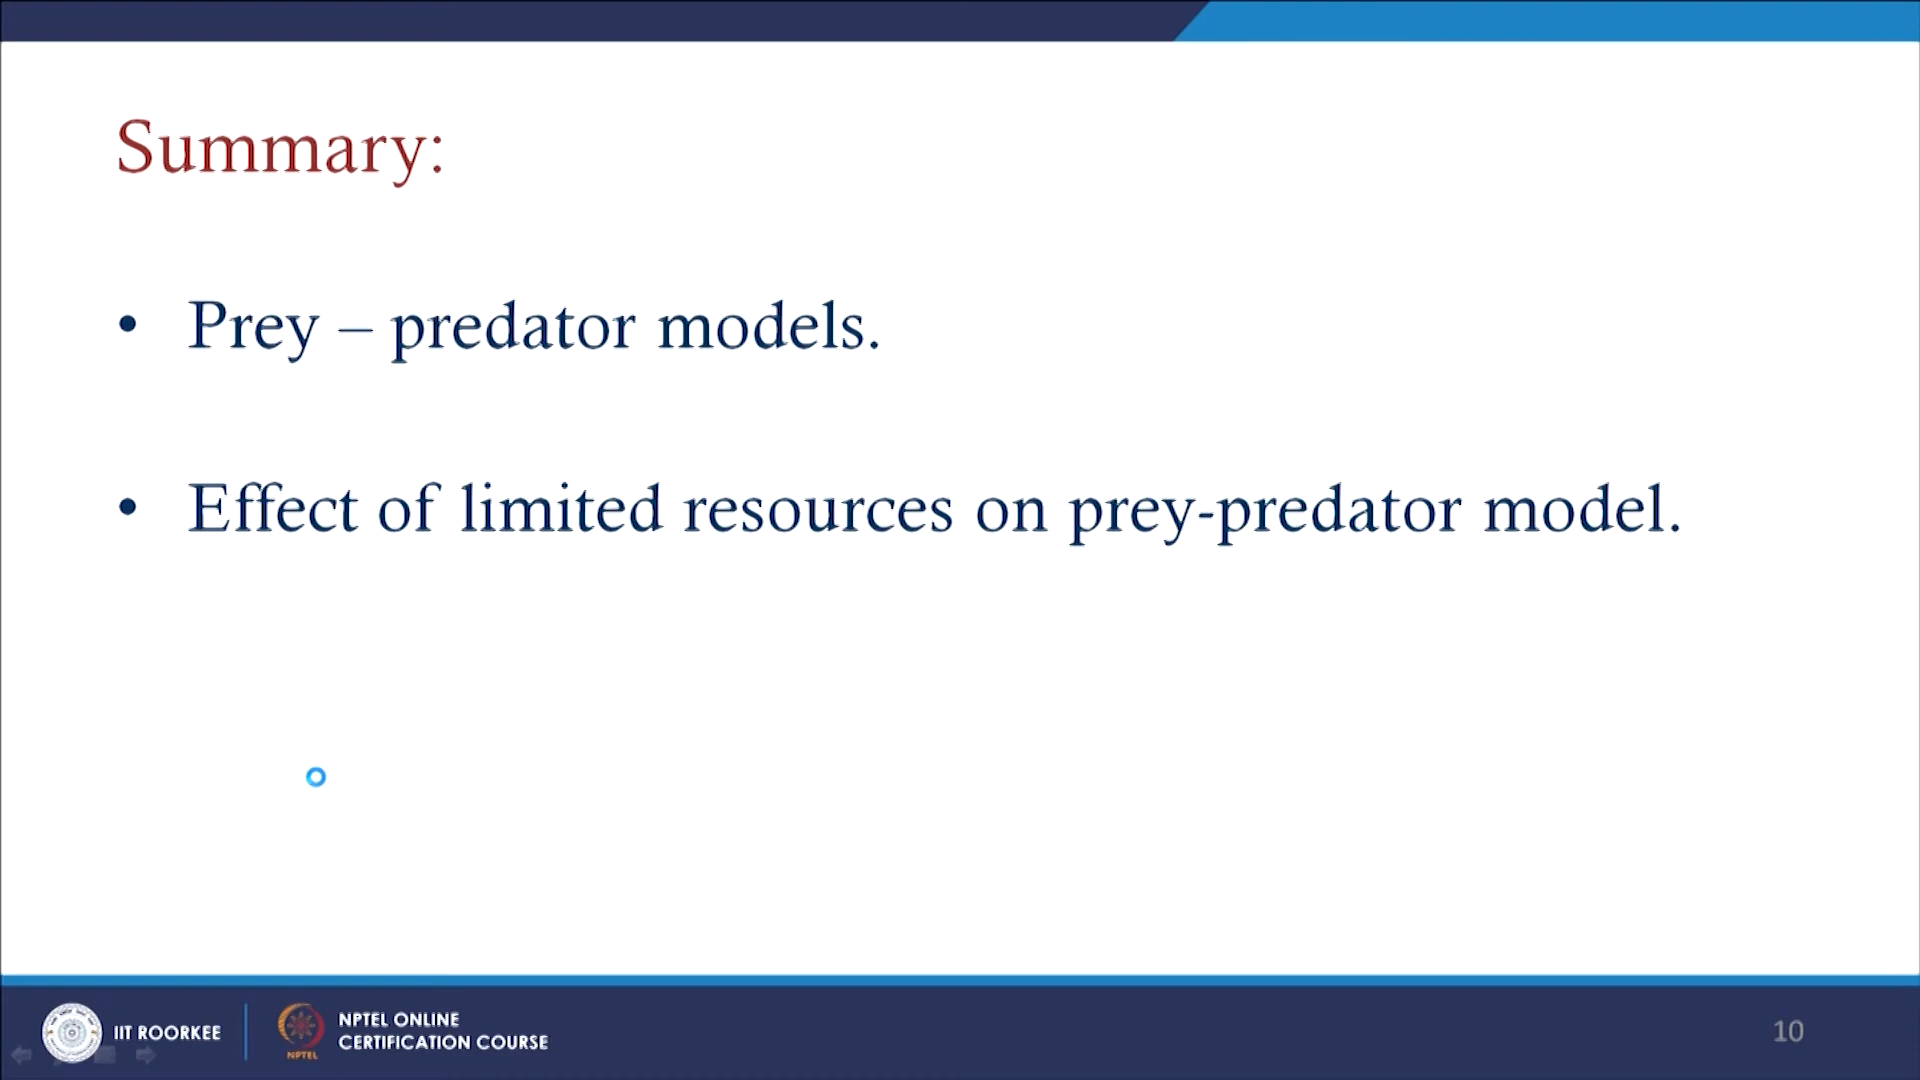 Summary:
• Prey – predator models.
• Effect of limited resources on prey-predator model.
IIT ROORKEE
NPTEL
NPTEL ONLINE
CERTIFICATION COURSE
10